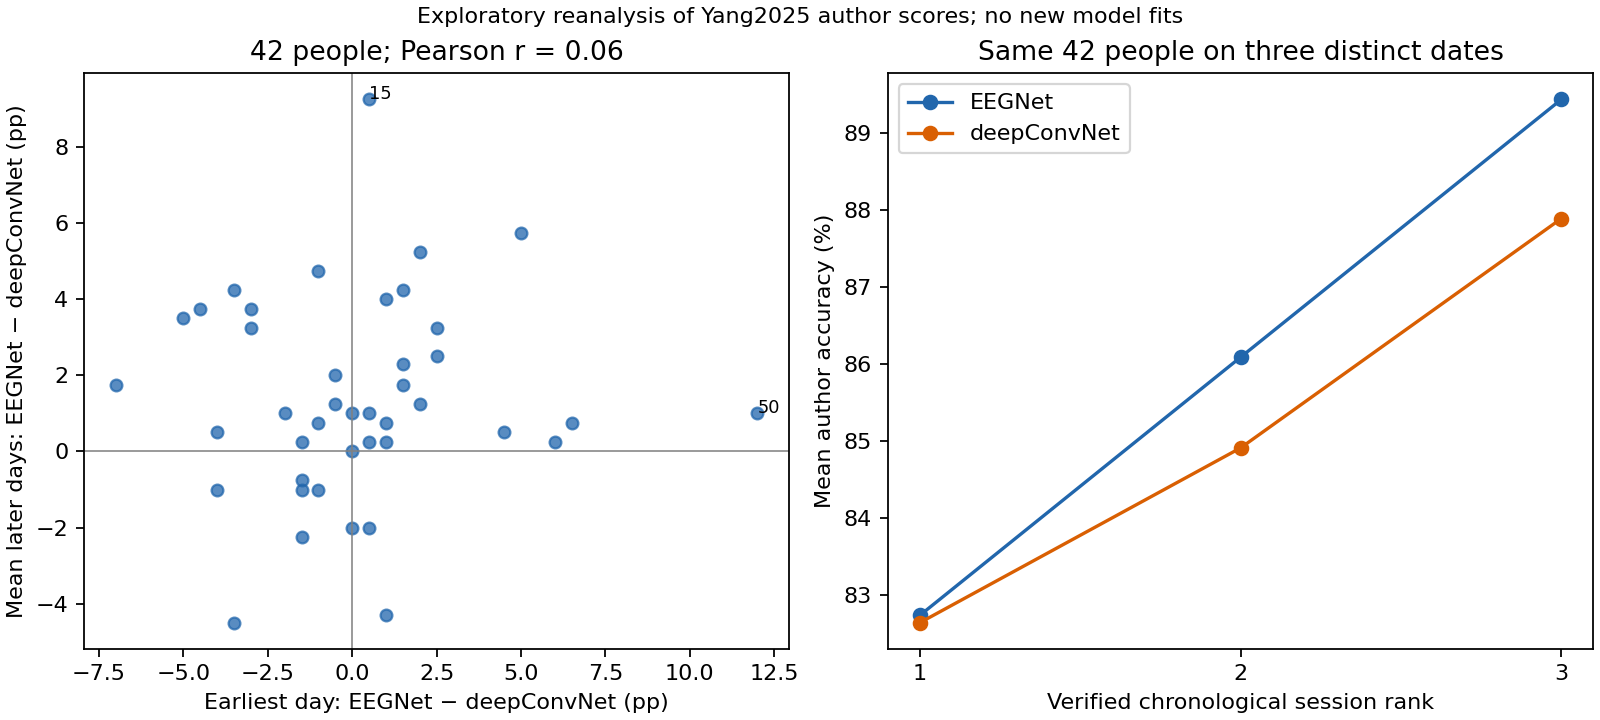 Exploratory reanalysis of Yang2025 author scores; no new model fits
42 people; Pearson r = 0.06
Mean later days: EEGNet − deepConvNet (pp)
8
6
4
2
0
−2
−4
15
50
−7.5 −5.0 −2.5 0.0 2.5 5.0 7.5 10.0 12.5
Earliest day: EEGNet − deepConvNet (pp)
Same 42 people on three distinct dates
EEGNet
deepConvNet
Mean author accuracy (%)
89
88
87
86
85
84
83
1 2 3
Verified chronological session rank